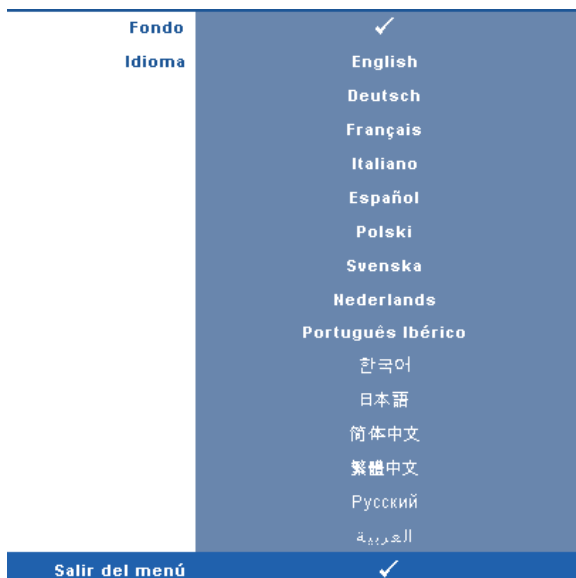 Fondo ✓
Idioma English
Deutsch
Français
Italiano
Español
Polski
Svenska
Nederlands
Português Ibérico
한국어
日本語
简体中文
繁體中文
Русский
العربية
Salir del menú ✓